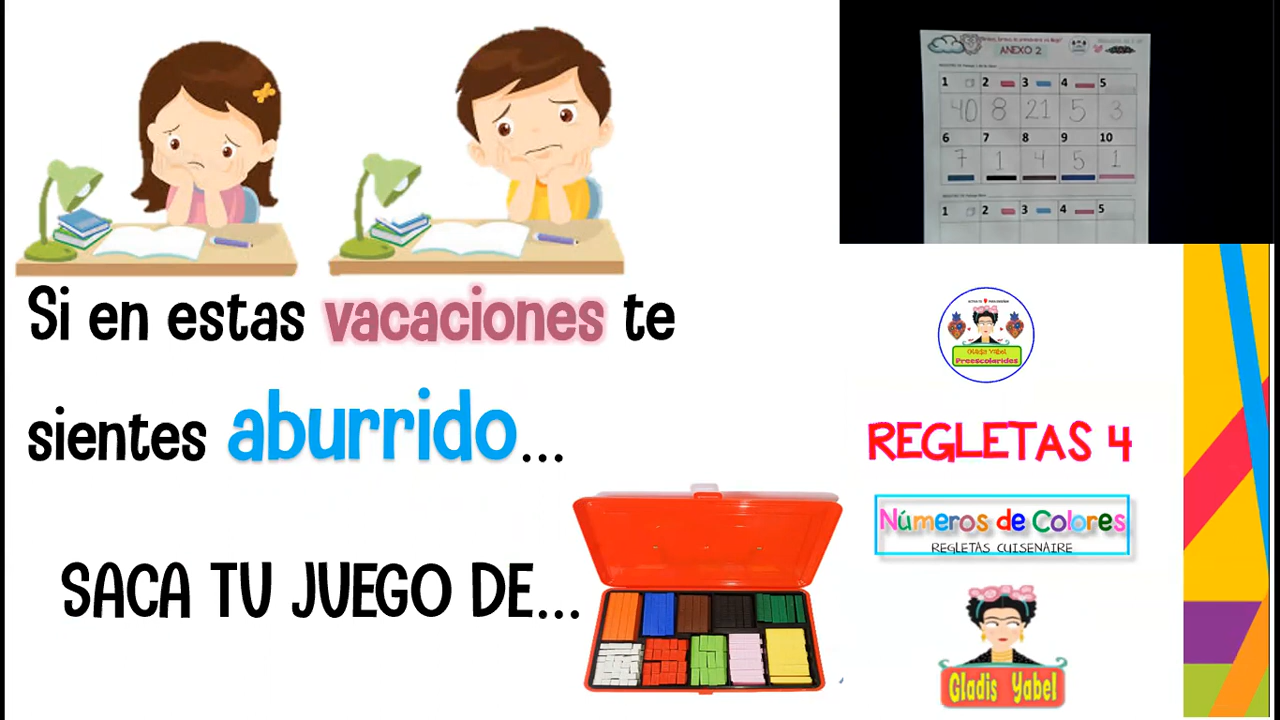 Si en estas vacaciones te
sientes aburrido...
SACA TU JUEGO DE...
ANEXO 2
1 2 3 4 5
40 8 21 5 3
6 7 8 9 10
7 1 4 5 1
1 2 3 4 5
Gladis Yabel
Preescolarides
REGLETAS 4
Números de Colores
REGLETAS CUISENAIRE
Gladis Yabel